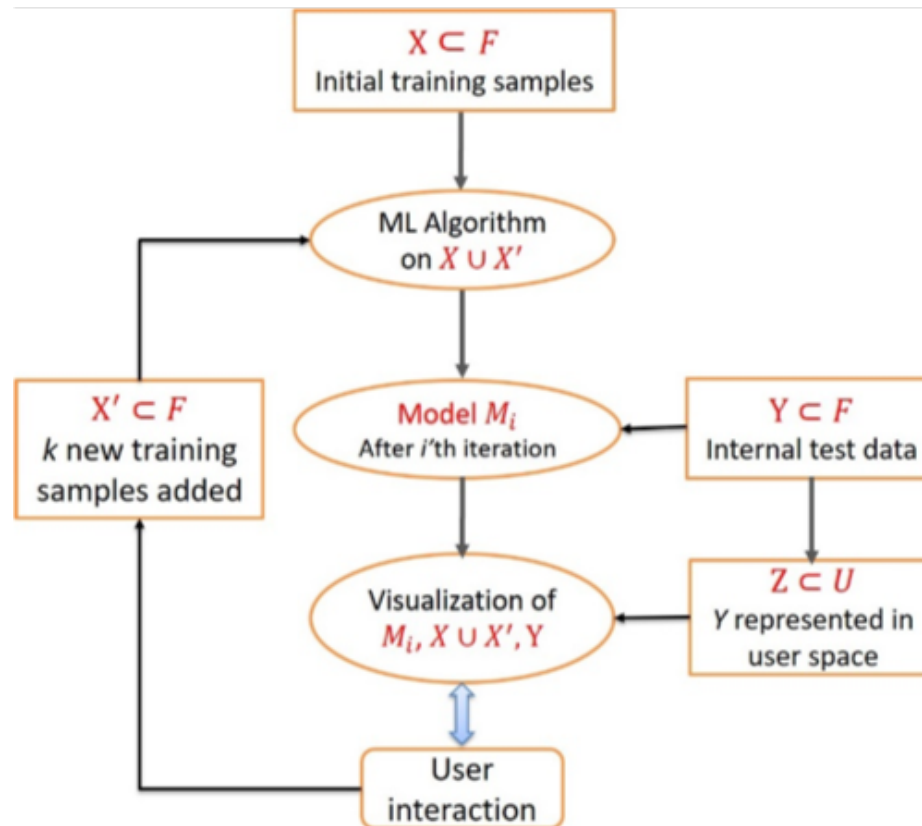 X ⊂ F
Initial training samples
ML Algorithm
on X ∪ X′
X′ ⊂ F
k new training
samples added
Model Mᵢ
After i'th iteration
Y ⊂ F
Internal test data
Visualization of
Mᵢ, X ∪ X′, Y
Z ⊂ U
Y represented in
user space
User
interaction